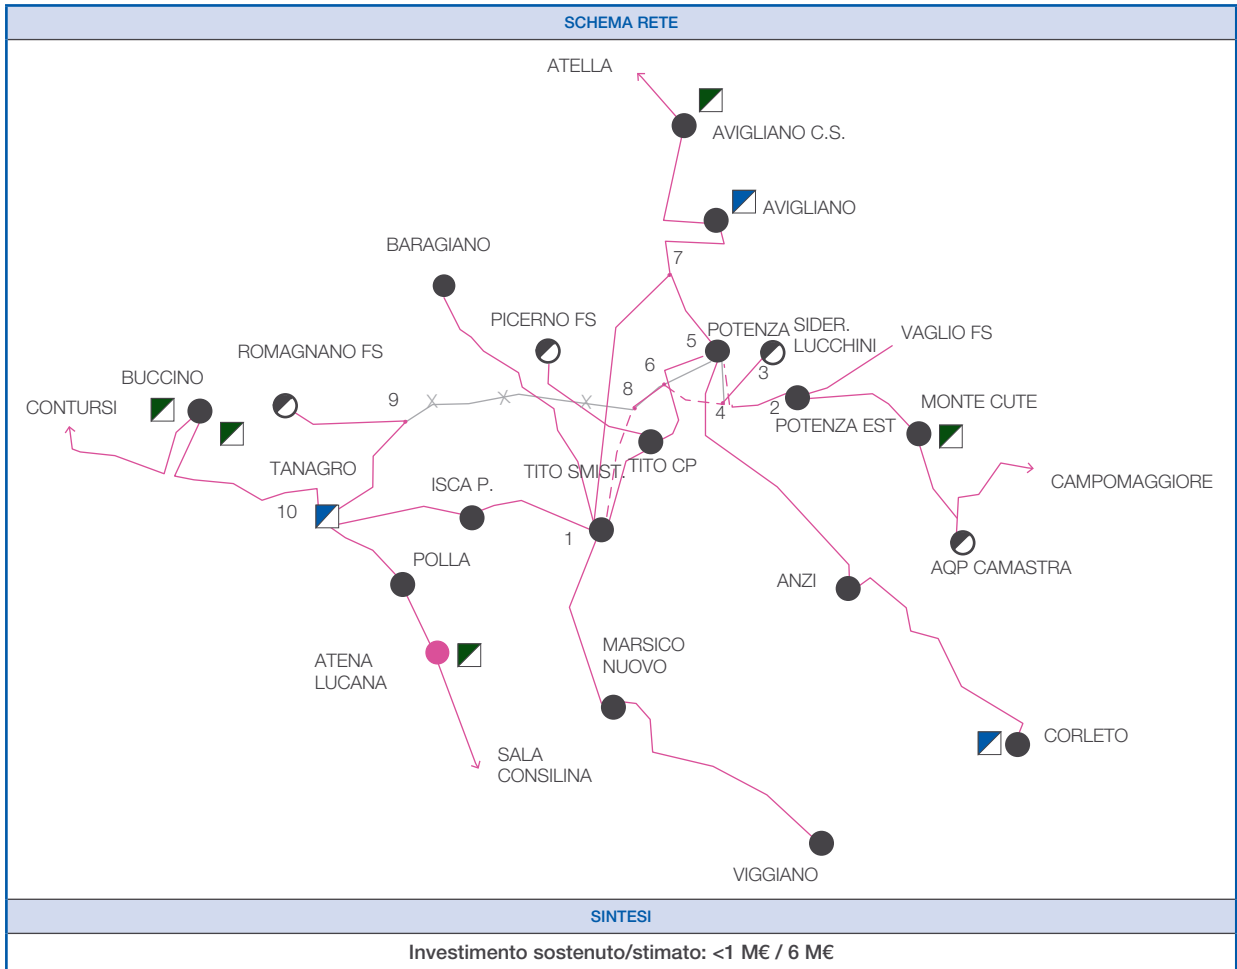 SCHEMA RETE
ATELLA
AVIGLIANO C.S.
AVIGLIANO
BARAGIANO
7
PICERNO FS
5
POTENZA
SIDER.
LUCCHINI
VAGLIO FS
ROMAGNANO FS
6
3
BUCCINO
8
CONTURSI
9
4
2
MONTE CUTE
POTENZA EST
TANAGRO
TITO SMIST.
TITO CP
ISCA P.
CAMPOMAGGIORE
10
1
POLLA
ANZI
AQP CAMASTRA
MARSICO
NUOVO
ATENA
LUCANA
CORLETO
SALA
CONSILINA
VIGGIANO
SINTESI
Investimento sostenuto/stimato: <1 M€ / 6 M€